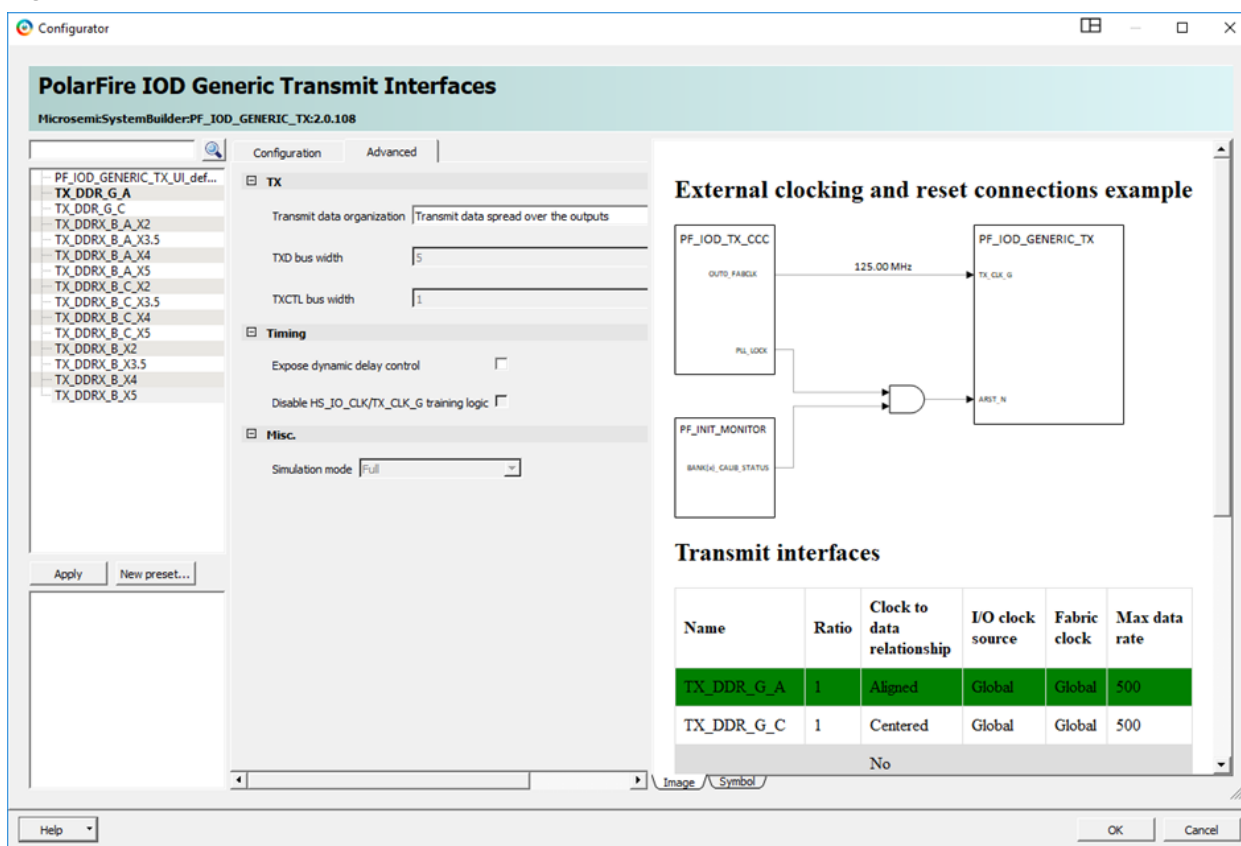 Configurator
PolarFire IOD Generic Transmit Interfaces
Microsemi:SystemBuilder:PF_IOD_GENERIC_TX:2.0.108
PF_IOD_GENERIC_TX_UI_def...
TX_DDR_G_A
TX_DDR_G_C
TX_DDRX_B_A_X2
TX_DDRX_B_A_X3.5
TX_DDRX_B_A_X4
TX_DDRX_B_A_X5
TX_DDRX_B_C_X2
TX_DDRX_B_C_X3.5
TX_DDRX_B_C_X4
TX_DDRX_B_C_X5
TX_DDRX_B_X2
TX_DDRX_B_X3.5
TX_DDRX_B_X4
TX_DDRX_B_X5
Apply New preset...
Configuration Advanced
TX
Transmit data organization Transmit data spread over the outputs
TXD bus width 5
TXCTL bus width 1
Timing
Expose dynamic delay control
Disable HS_IO_CLK/TX_CLK_G training logic
Misc.
Simulation mode Full
External clocking and reset connections example
PF_IOD_TX_CCC PF_IOD_GENERIC_TX
OUT0_FABCLK 125.00 MHz TX_CLK_G
PLL_LOCK
ARST_N
PF_INIT_MONITOR
BANK(x)_CALIB_STATUS
Transmit interfaces
Name Ratio Clock to data relationship I/O clock source Fabric clock Max data rate
TX_DDR_G_A 1 Aligned Global Global 500
TX_DDR_G_C 1 Centered Global Global 500
No
Image Symbol
Help OK Cancel